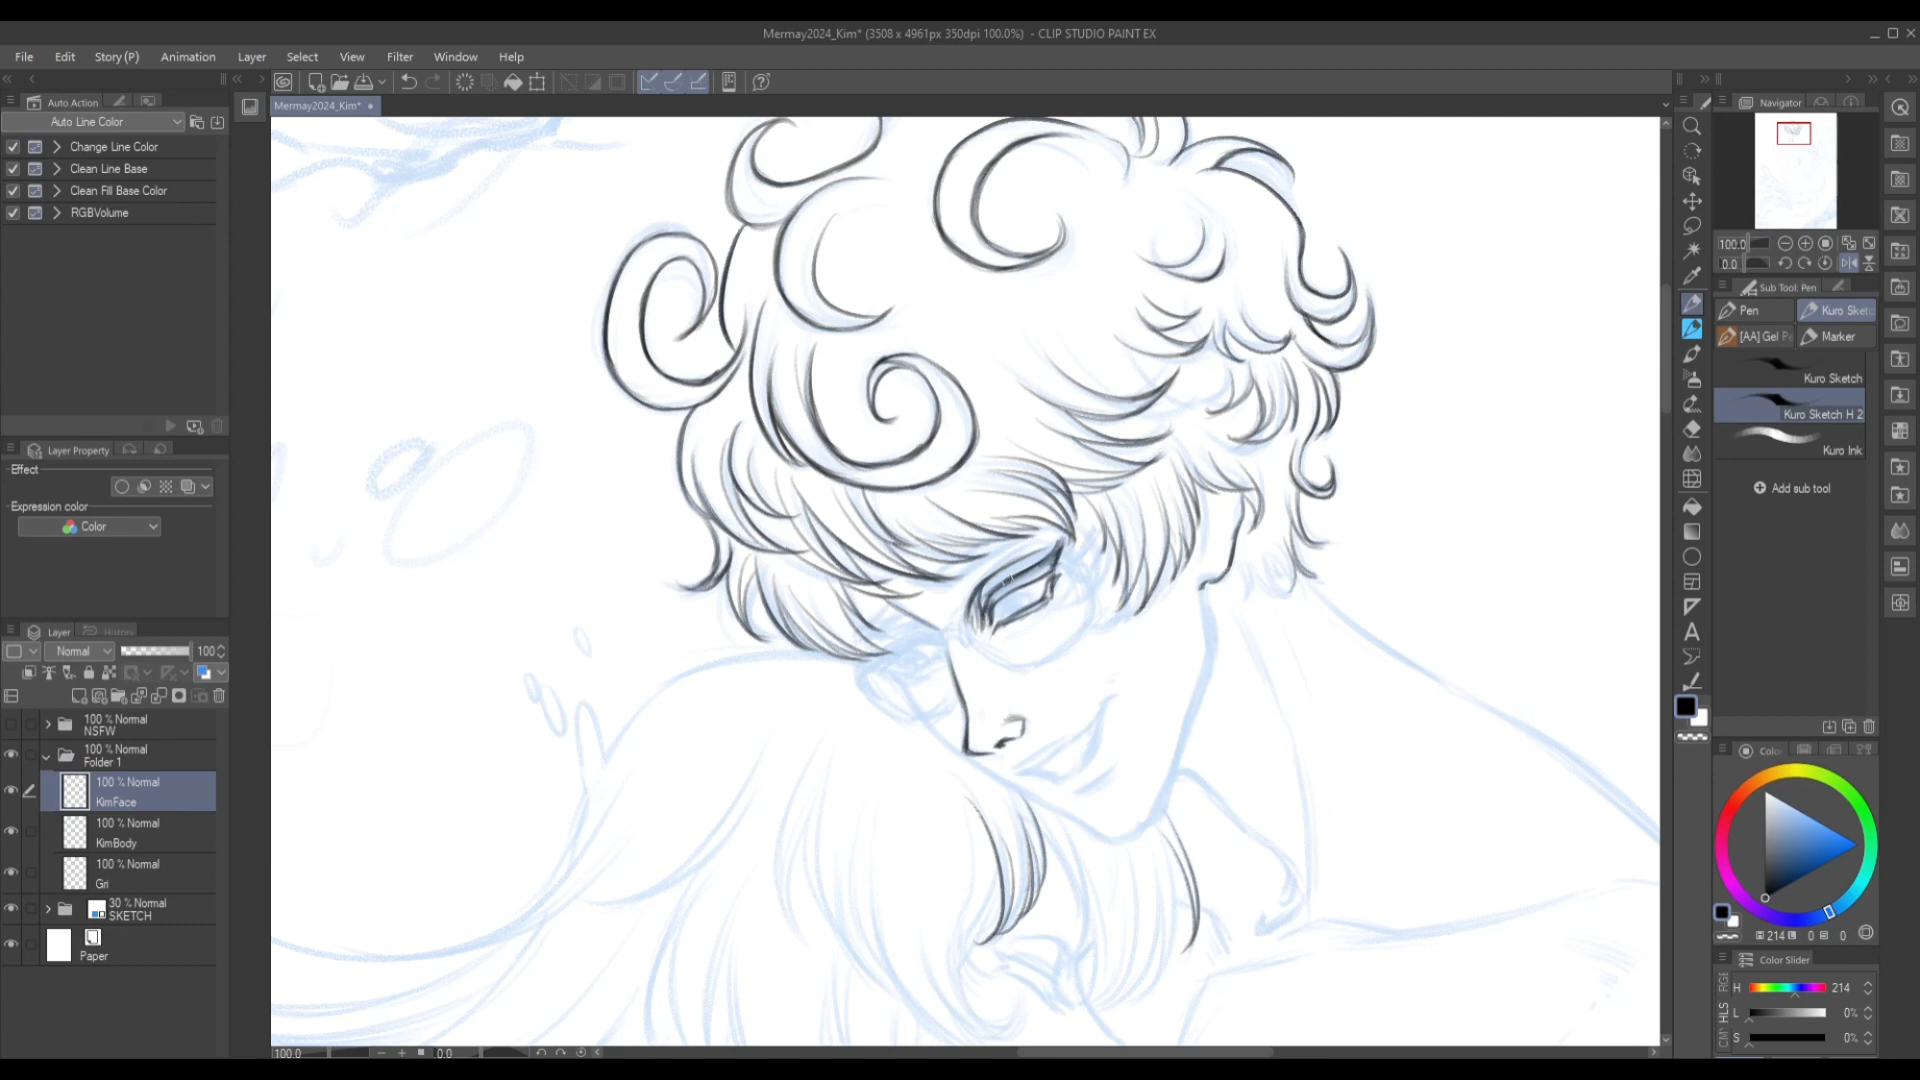 Mermay2024_Kim* (3508 x 4961px 350dpi 100.0%) - CLIP STUDIO PAINT EX
File Edit Story (P) Animation Layer Select View Filter Window Help
Mermay2024_Kim*
Auto Action
Auto Line Color
Change Line Color
Clean Line Base
Clean Fill Base Color
RGBVolume
Layer Property
Effect
Expression color
Color
Layer History
Normal 100
100 % Normal
NSFW
100 % Normal
Folder 1
100 % Normal
KimFace
100 % Normal
KimBody
100 % Normal
Gri
30 % Normal
SKETCH
Paper
100.0 0.0
Navigator
100.0
0.0
Sub Tool: Pen
Pen Kuro Sketc
[AA] Gel Pe Marker
Kuro Sketch
Kuro Sketch H 2
Kuro Ink
Add sub tool
Colo
214 0 0
Color Slider
RGB
HLS
H 214
L 0%
S 0%